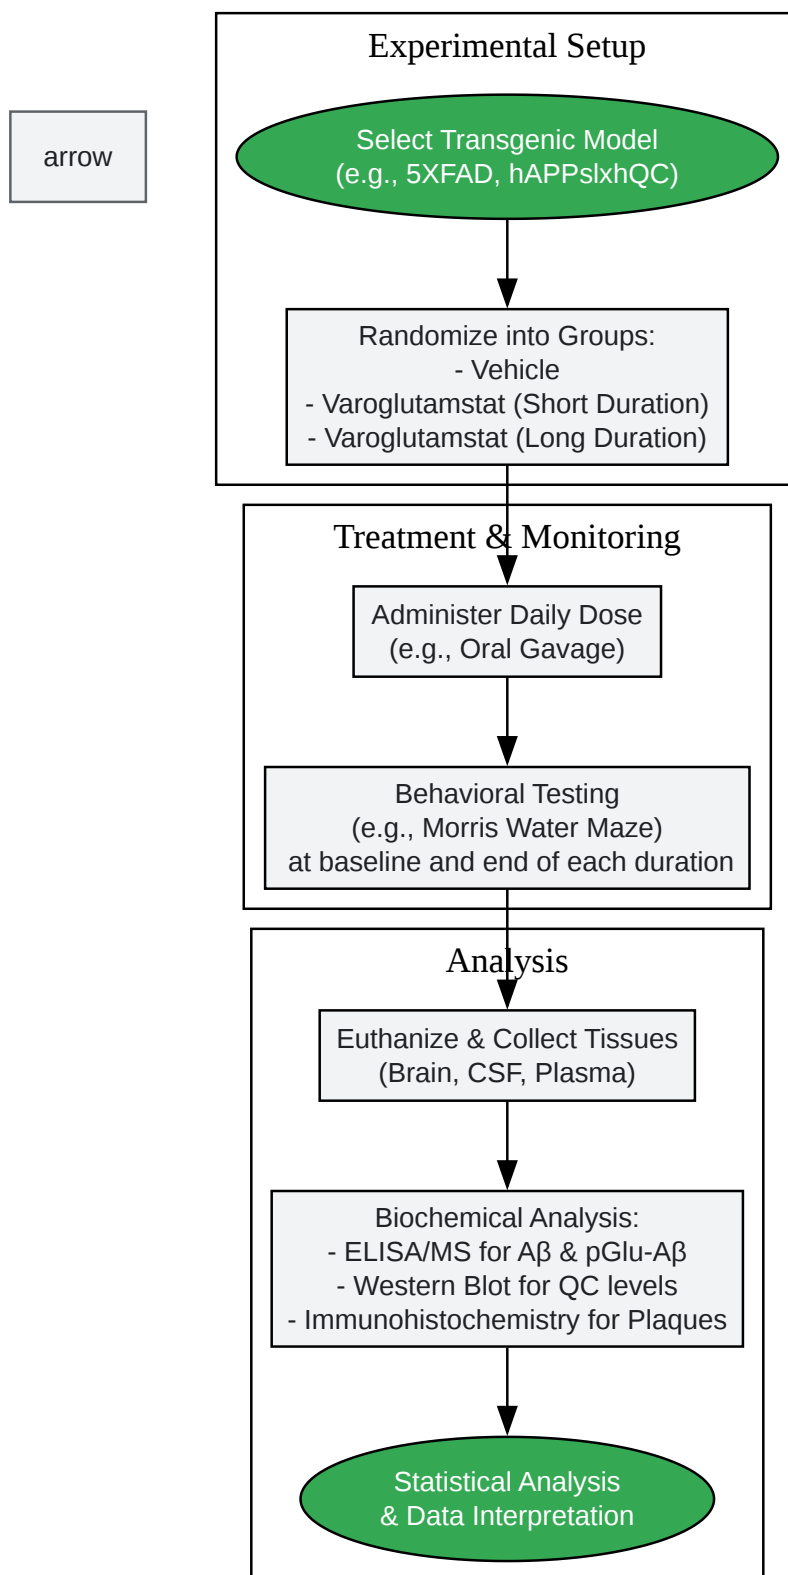 Experimental Setup
arrow
Select Transgenic Model
(e.g., 5XFAD, hAPPslxhQC)
Randomize into Groups:
- Vehicle
- Varoglutamstat (Short Duration)
- Varoglutamstat (Long Duration)
Treatment & Monitoring
Administer Daily Dose
(e.g., Oral Gavage)
Behavioral Testing
(e.g., Morris Water Maze)
at baseline and end of each duration
Analysis
Euthanize & Collect Tissues
(Brain, CSF, Plasma)
Biochemical Analysis:
- ELISA/MS for Aβ & pGlu-Aβ
- Western Blot for QC levels
- Immunohistochemistry for Plaques
Statistical Analysis
& Data Interpretation